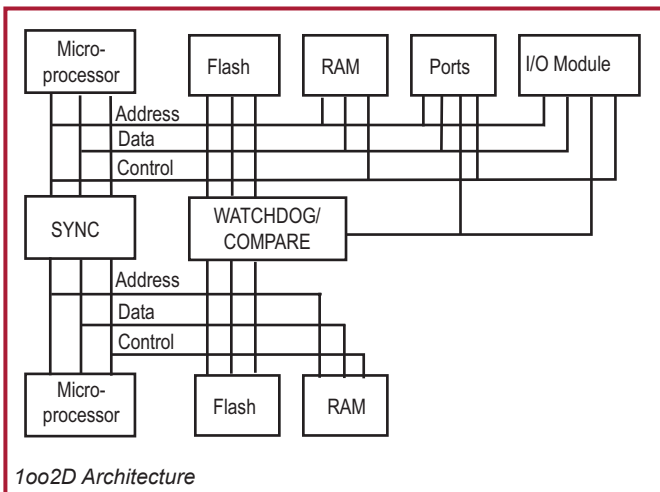 Micro-
processor
Flash
RAM
Ports
I/O Module
Address
Data
Control
SYNC
WATCHDOG/
COMPARE
Address
Data
Control
Micro-
processor
Flash
RAM
1oo2D Architecture